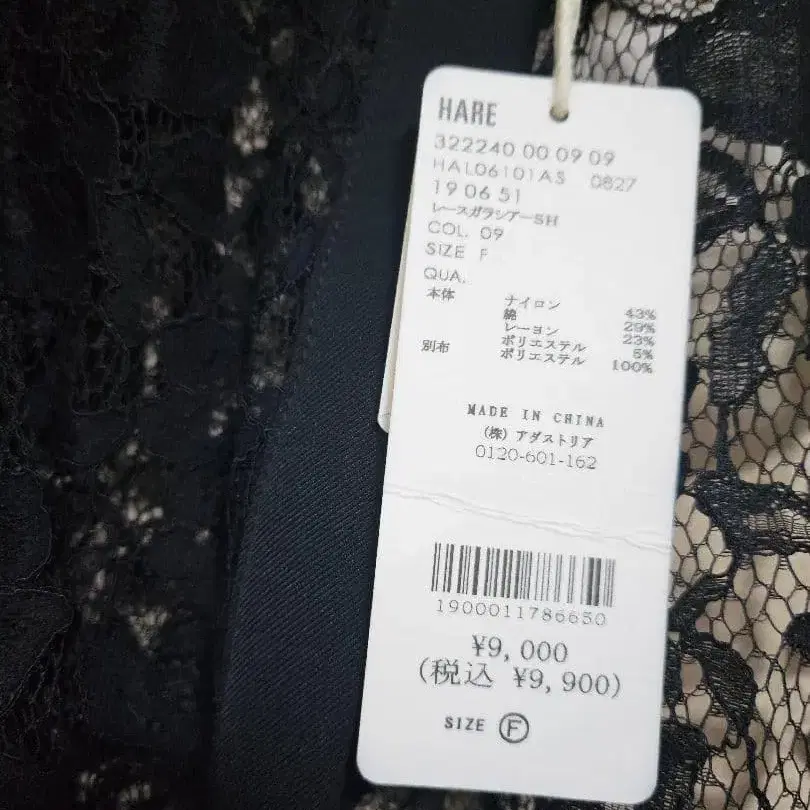 HARE
322240 00 09 09
HAL06101AS 0827
19 06 51
レースガラシアーSH
COL. 09
SIZE F
QUA.
本体 ナイロン 43%
綿 29%
レーヨン 23%
ポリエステル 5%
別布 ポリエステル 100%
MADE IN CHINA
(株) アダストリア
0120-601-162
1900011786650
¥9,000
(税込 ¥9,900)
SIZE F